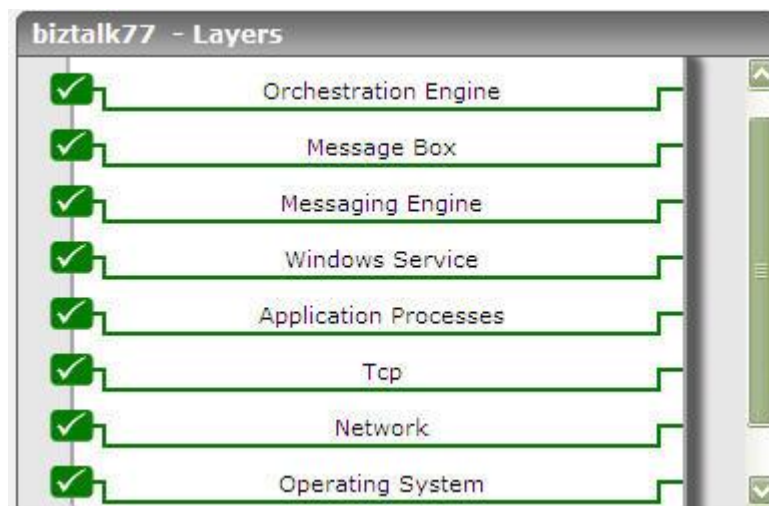 biztalk77 - Layers
Orchestration Engine
Message Box
Messaging Engine
Windows Service
Application Processes
Tcp
Network
Operating System